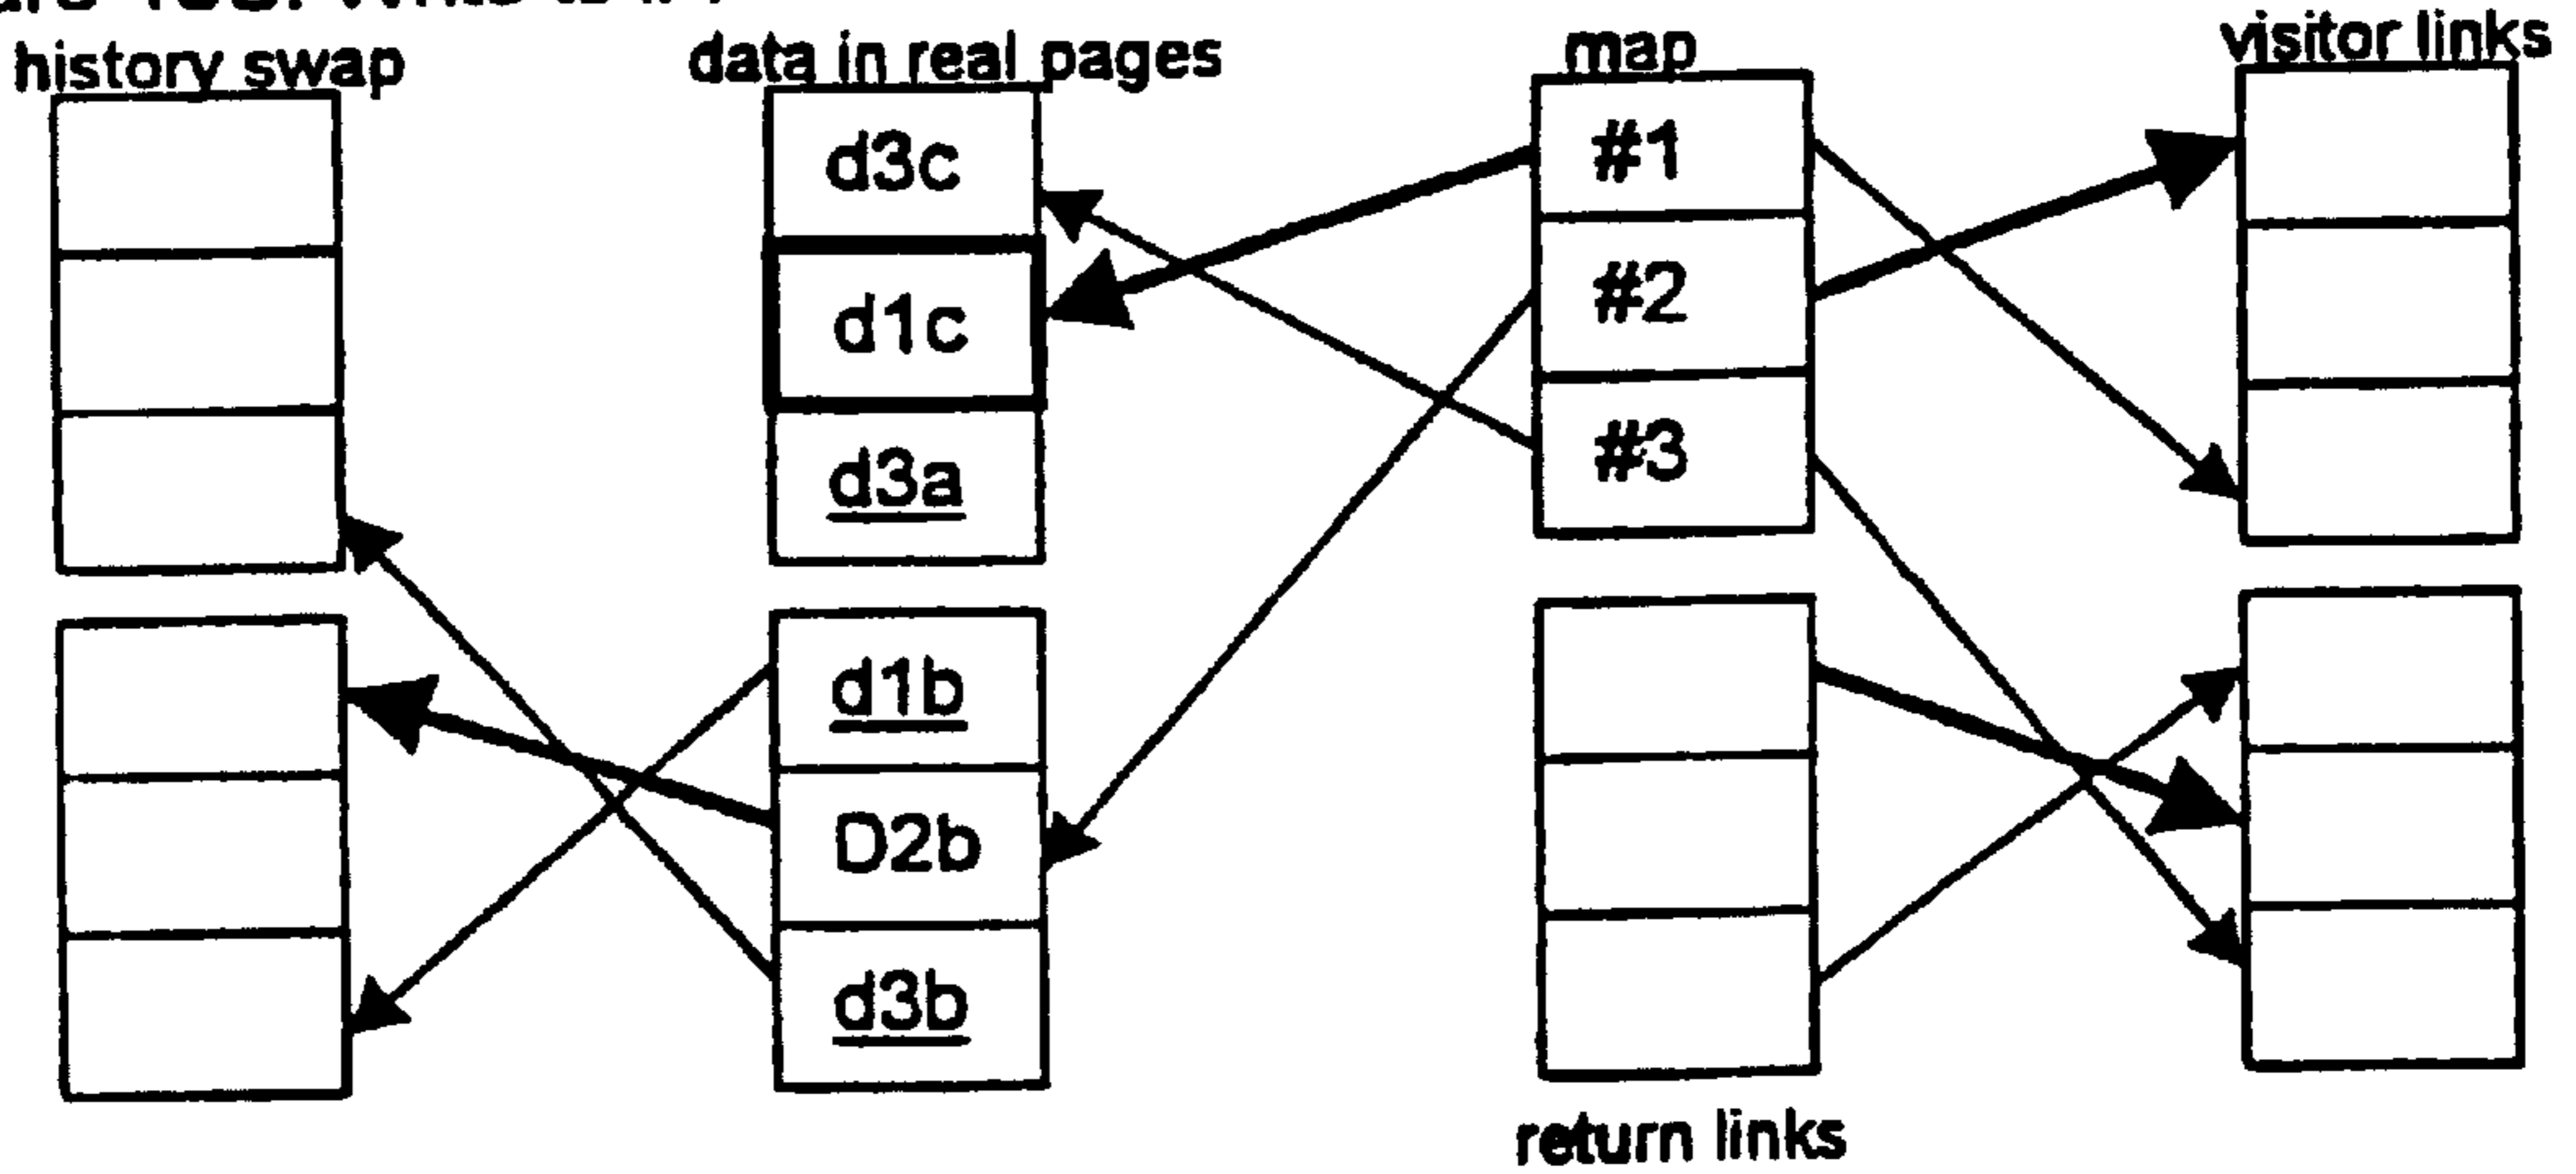 history swap
data in real pages
map
visitor links
d3c
d1c
d3a
#1
#2
#3
d1b
D2b
d3b
return links